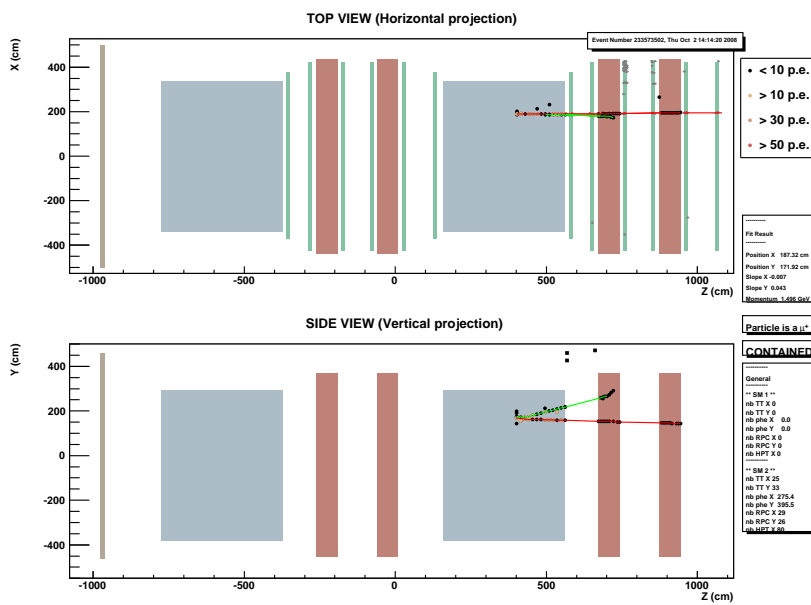 TOP VIEW (Horizontal projection)
Event Number 233573502, Thu Oct 2 14:14:20 2008
X (cm)
400
200
0
200
400
-1000
-500
0
500
1000
Z (cm)
< 10 p.e.
> 10 p.e.
> 30 p.e.
> 50 p.e.
----------
Fit Result
----------
Position X 187.32 cm
Position Y 171.92 cm
Slope X -0.007
Slope Y 0.043
Momentum 1.496 GeV
SIDE VIEW (Vertical projection)
Y (cm)
400
200
0
200
400
-1000
-500
0
500
1000
Z (cm)
Particle is a μ+
CONTAINED
----------
General
----------
** SM 1 **
nb TT X 0
nb TT Y 0
nb phe X 0.0
nb phe Y 0.0
nb RPC X 0
nb RPC Y 0
nb HPT X 0
----------
** SM 2 **
nb TT X 25
nb TT Y 33
nb phe X 275.4
nb phe Y 395.5
nb RPC X 29
nb RPC Y 26
nb HPT X 80